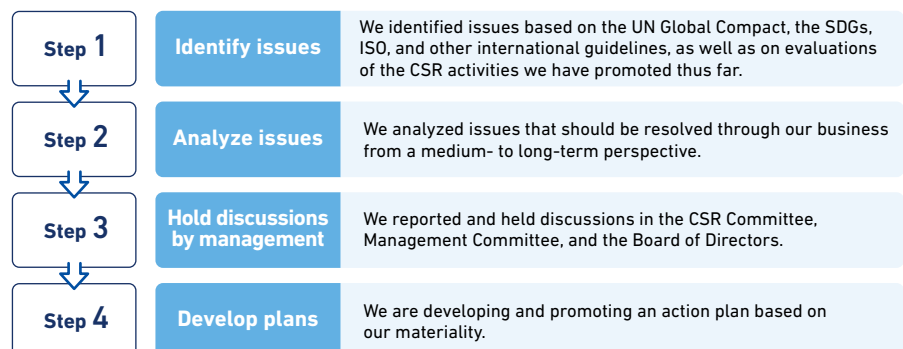 Step 1
Identify issues
We identified issues based on the UN Global Compact, the SDGs,
ISO, and other international guidelines, as well as on evaluations
of the CSR activities we have promoted thus far.
Step 2
Analyze issues
We analyzed issues that should be resolved through our business
from a medium- to long-term perspective.
Step 3
Hold discussions
by management
We reported and held discussions in the CSR Committee,
Management Committee, and the Board of Directors.
Step 4
Develop plans
We are developing and promoting an action plan based on
our materiality.